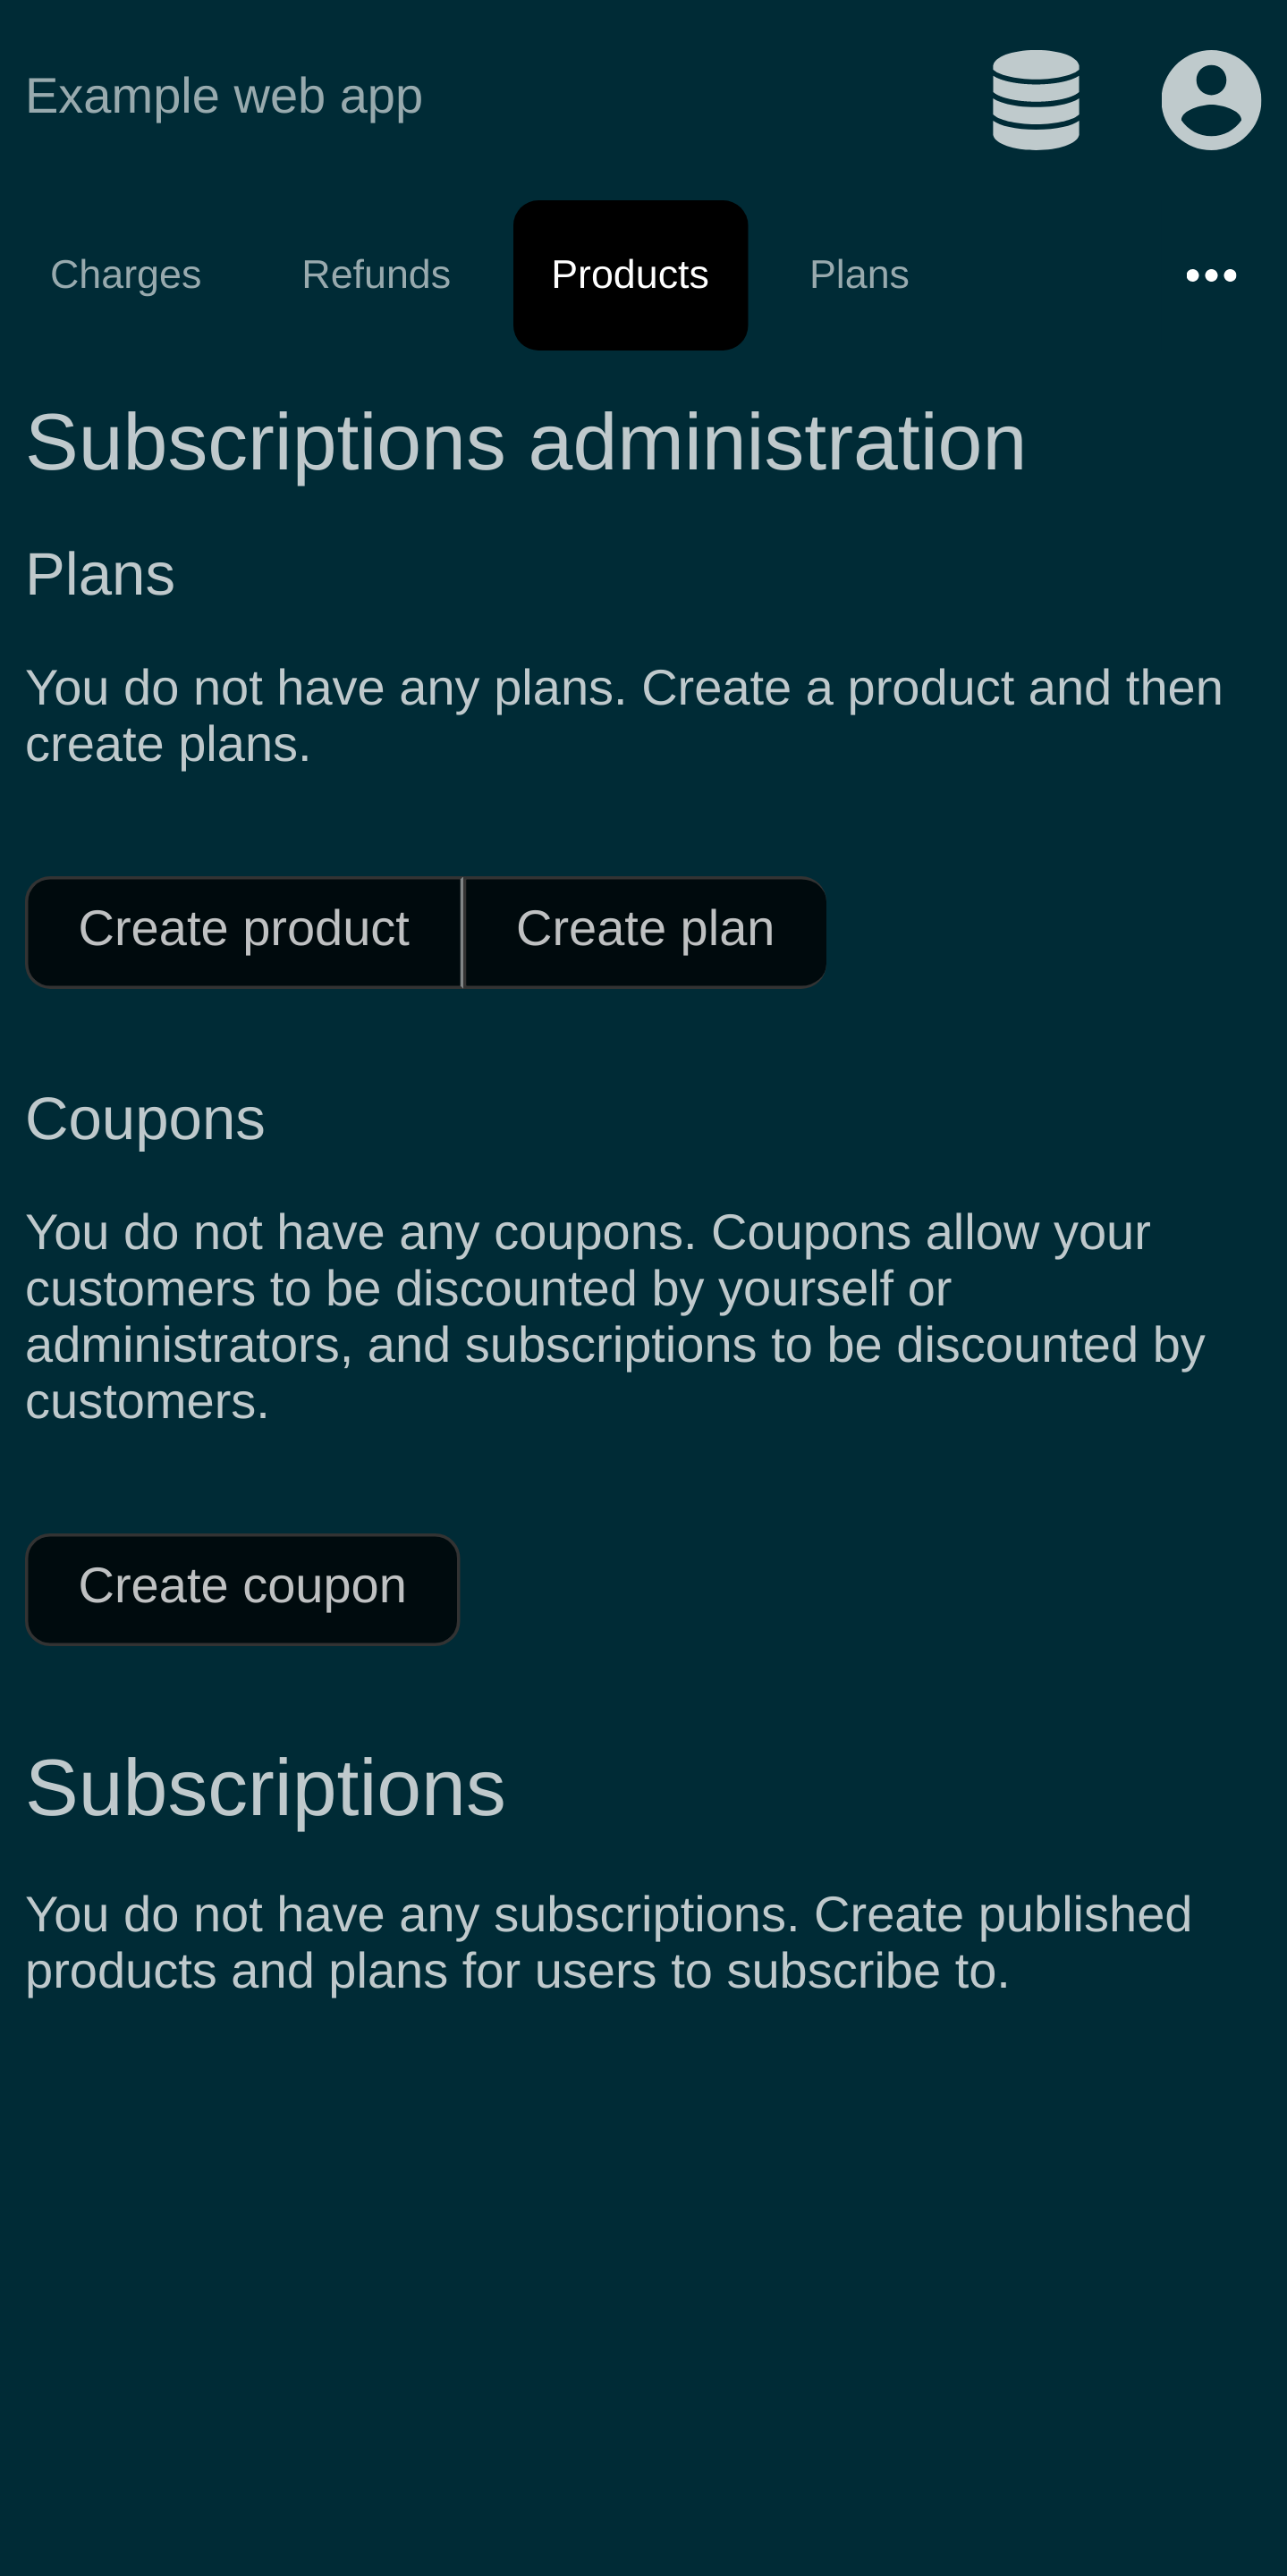 Example web app
Charges Refunds Products Plans
Subscriptions administration
Plans
You do not have any plans. Create a product and then
create plans.
Create product Create plan
Coupons
You do not have any coupons. Coupons allow your
customers to be discounted by yourself or
administrators, and subscriptions to be discounted by
customers.
Create coupon
Subscriptions
You do not have any subscriptions. Create published
products and plans for users to subscribe to.